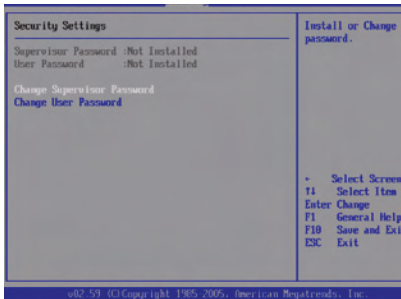 Security Settings
Supervisor Password :Not Installed
User Password :Not Installed
Change Supervisor Password
Change User Password
Install or Change
password.
← Select Screen
↑↓ Select Item
Enter Change
F1 General Help
F10 Save and Exi
ESC Exit
v02.59 (C)Copyright 1985-2005, American Megatrends, Inc.